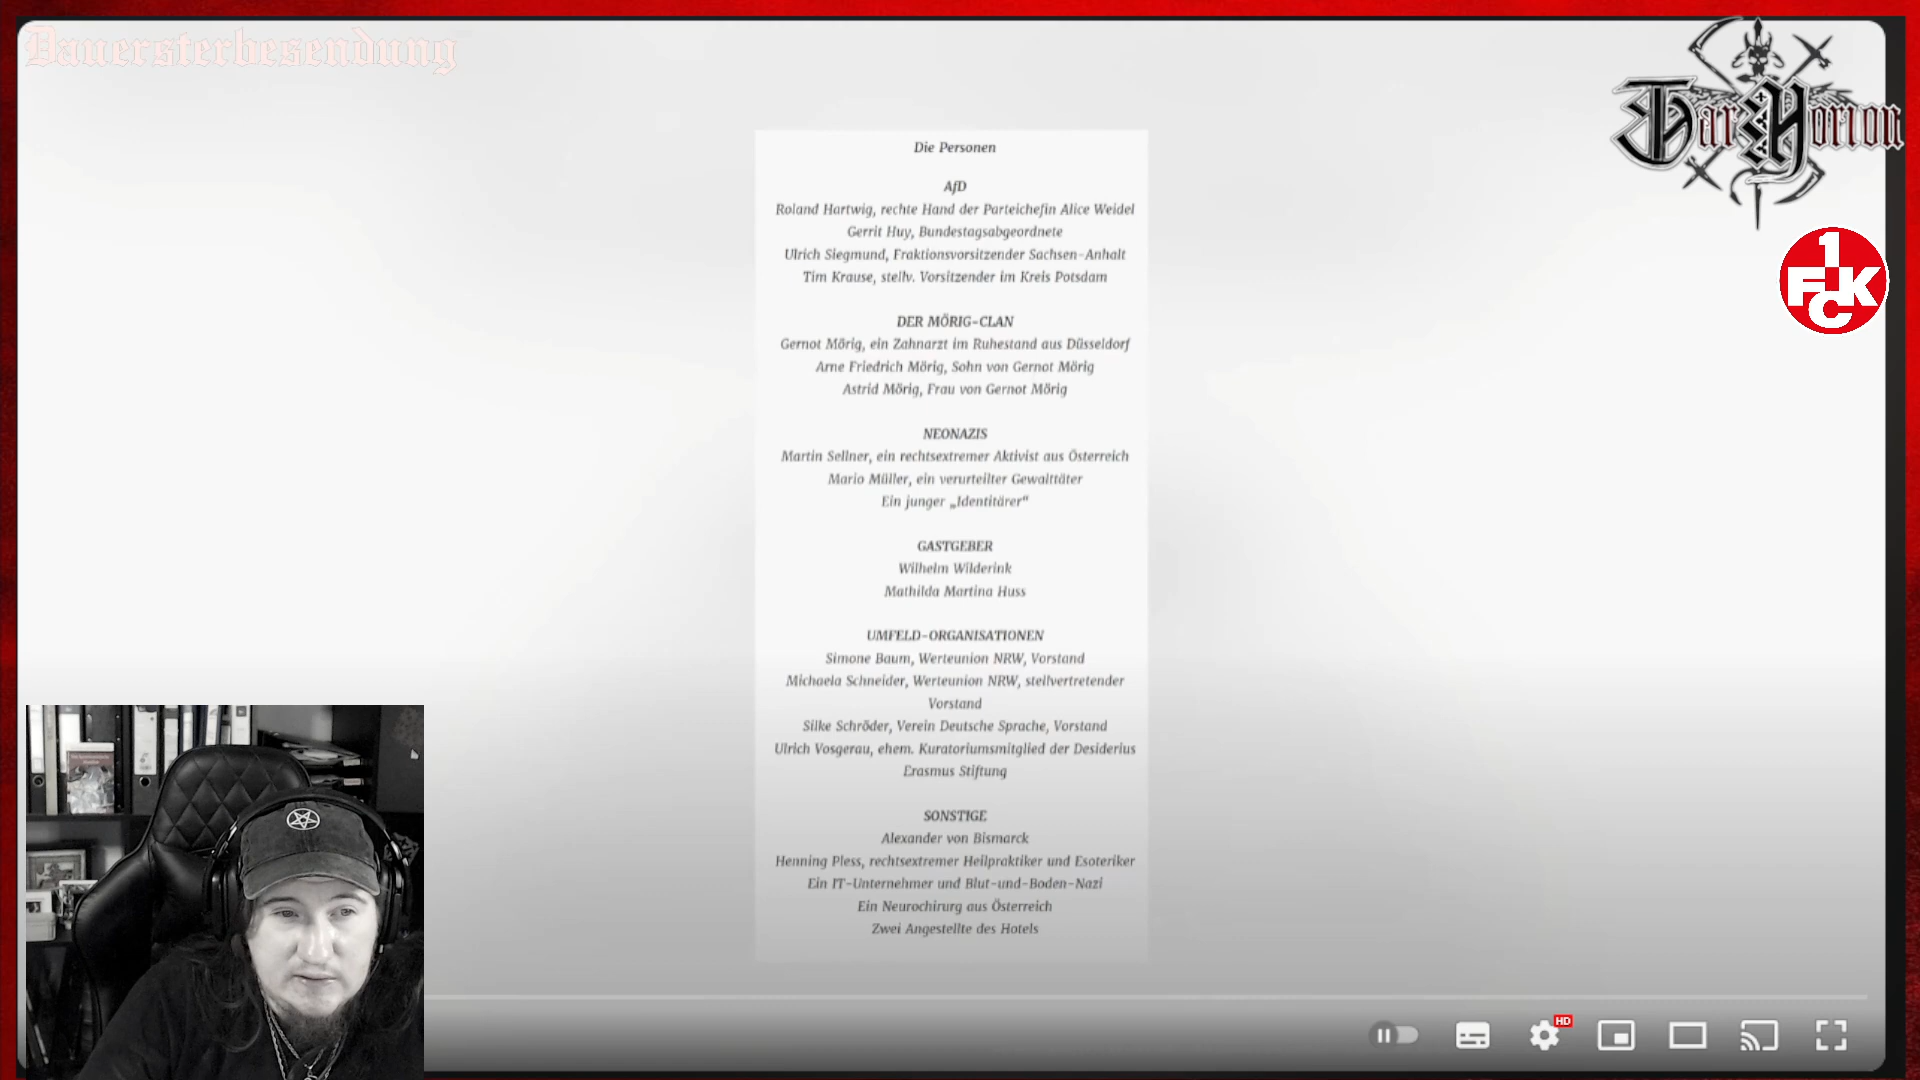 Dauersterbesendung
Die Personen
AfD
Roland Hartwig, rechte Hand der Parteichefin Alice Weidel
Gerrit Huy, Bundestagsabgeordnete
Ulrich Siegmund, Fraktionsvorsitzender Sachsen-Anhalt
Tim Krause, stellv. Vorsitzender im Kreis Potsdam
DER MÖRIG-CLAN
Gernot Mörig, ein Zahnarzt im Ruhestand aus Düsseldorf
Arne Friedrich Mörig, Sohn von Gernot Mörig
Astrid Mörig, Frau von Gernot Mörig
NEONAZIS
Martin Sellner, ein rechtsextremer Aktivist aus Österreich
Mario Müller, ein verurteilter Gewalttäter
Ein junger „Identitärer“
GASTGEBER
Wilhelm Wilderink
Mathilda Martina Huss
UMFELD-ORGANISATIONEN
Simone Baum, Werteunion NRW, Vorstand
Michaela Schneider, Werteunion NRW, stellvertretender
Vorstand
Silke Schröder, Verein Deutsche Sprache, Vorstand
Ulrich Vosgerau, ehem. Kuratoriumsmitglied der Desiderius
Erasmus Stiftung
SONSTIGE
Alexander von Bismarck
Henning Pless, rechtsextremer Heilpraktiker und Esoteriker
Ein IT-Unternehmer und Blut-und-Boden-Nazi
Ein Neurochirurg aus Österreich
Zwei Angestellte des Hotels
1
FCK
HD